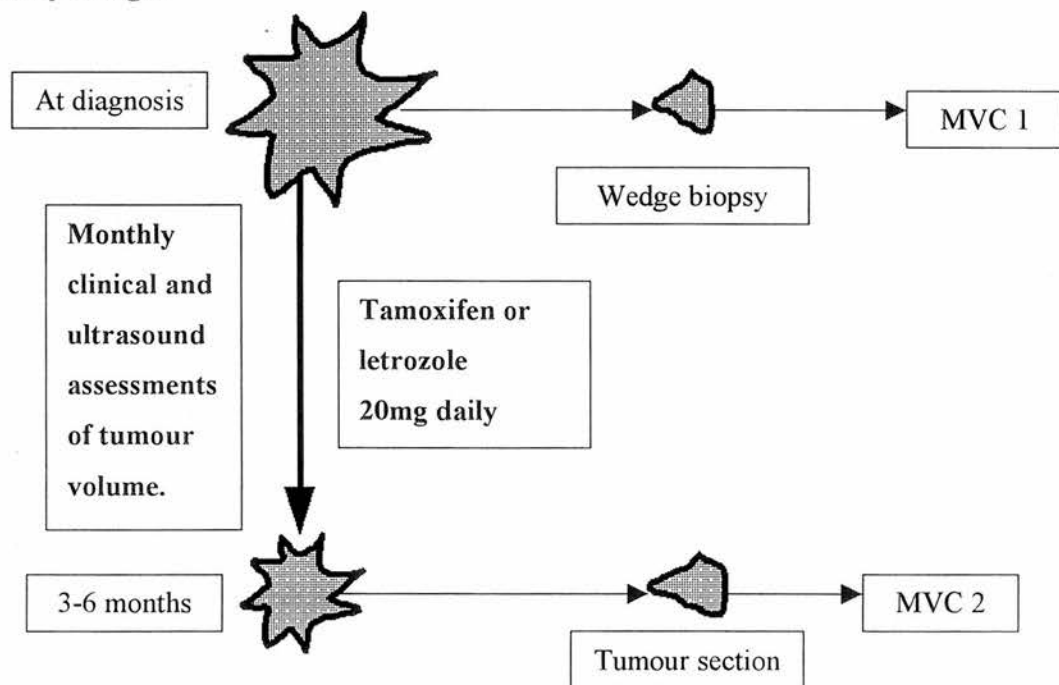 At diagnosis
MVC 1
Wedge biopsy
Monthly
clinical and
ultrasound
assessments
of tumour
volume.
Tamoxifen or
letrozole
20mg daily
3-6 months
MVC 2
Tumour section